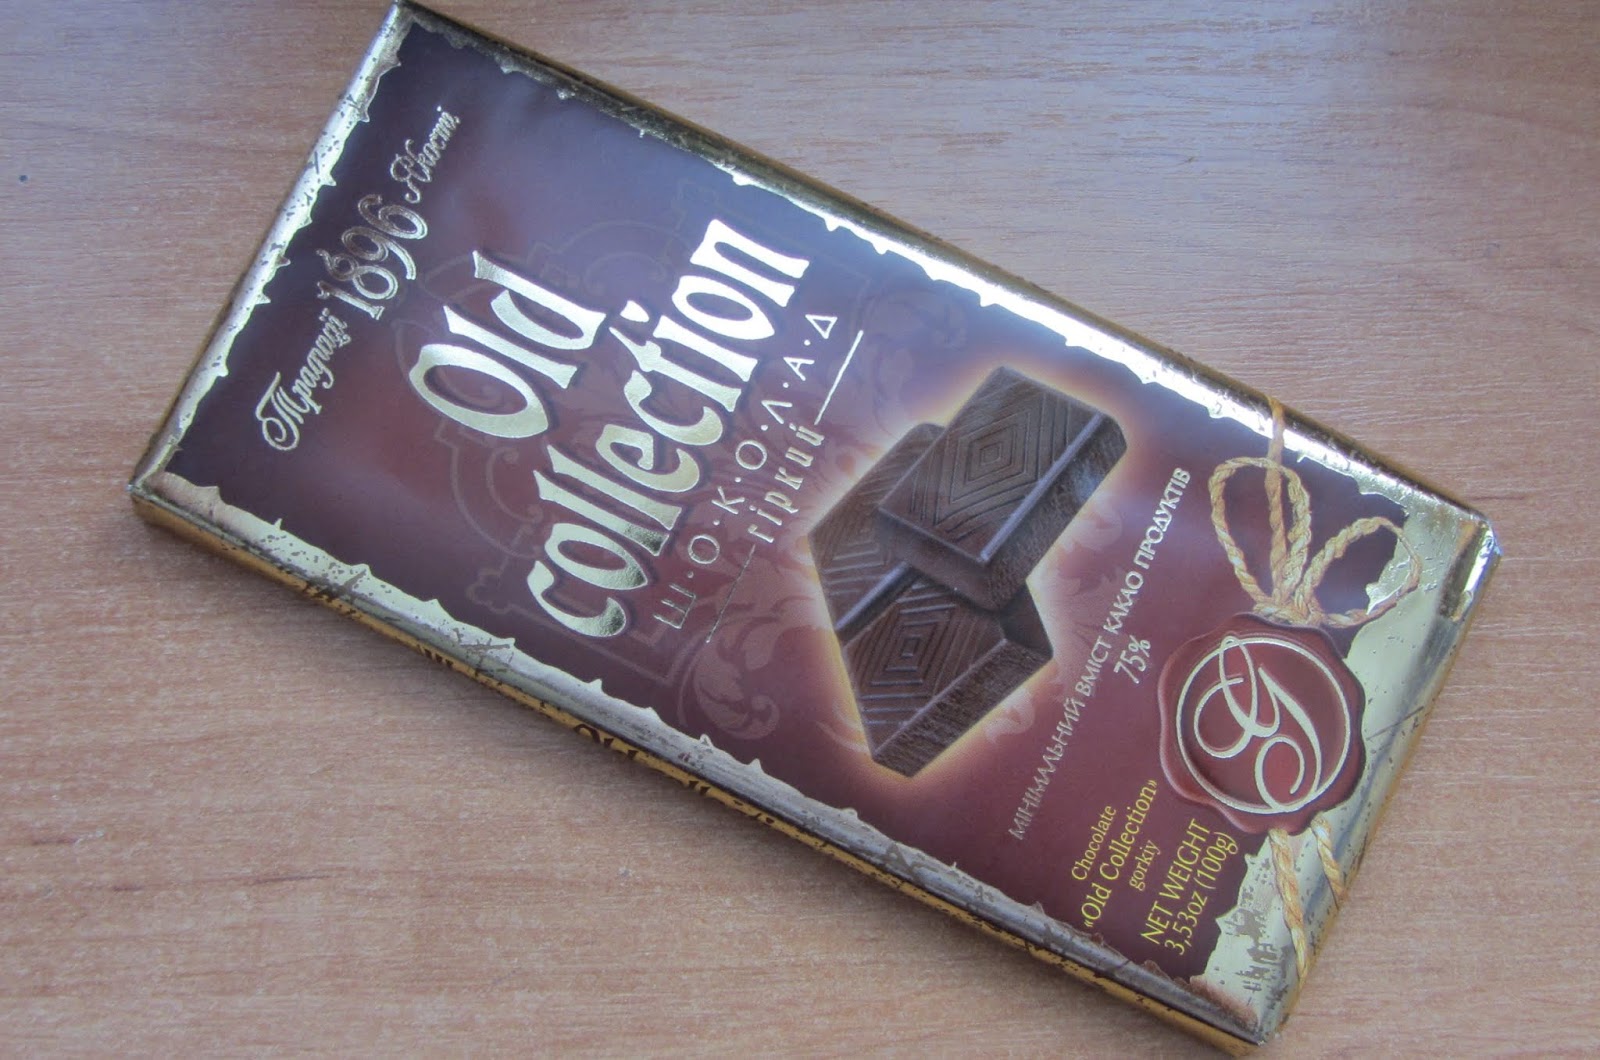 Традиції 1896 Якості
Old
collection
Ш·О·К·О·Л·А·Д
гіркий
МІНІМАЛЬНИЙ ВМІСТ КАКАО ПРОДУКТІВ
75%
Chocolate
«Old Collection»
gorkiy
NET WEIGHT
3,53oz (100g)